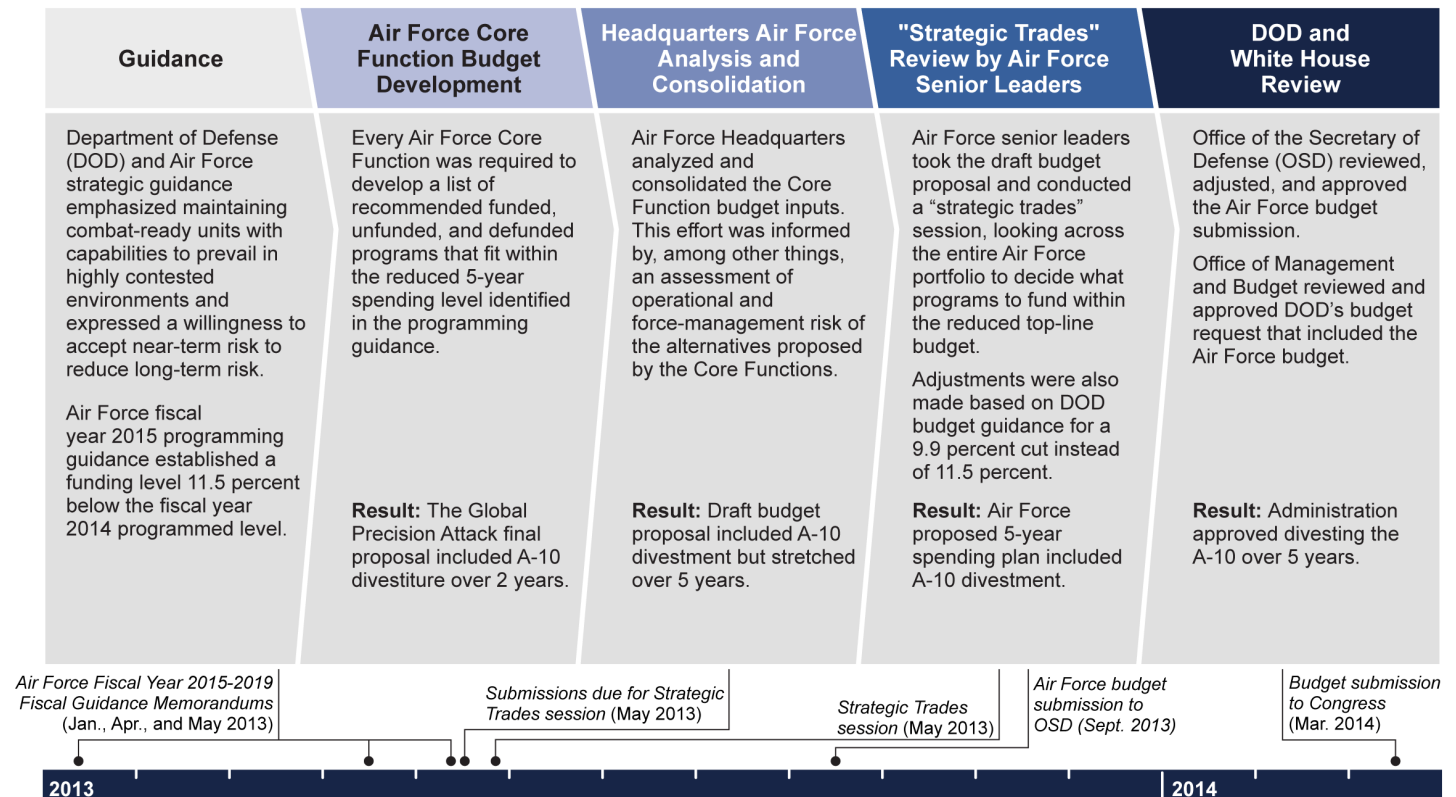 Guidance
Department of Defense
(DOD) and Air Force
strategic guidance
emphasized maintaining
combat-ready units with
capabilities to prevail in
highly contested
environments and
expressed a willingness to
accept near-term risk to
reduce long-term risk.
Air Force fiscal
year 2015 programming
guidance established a
funding level 11.5 percent
below the fiscal year
2014 programmed level.
Air Force Core
Function Budget
Development
Every Air Force Core
Function was required to
develop a list of
recommended funded,
unfunded, and defunded
programs that fit within
the reduced 5-year
spending level identified
in the programming
guidance.
Result: The Global
Precision Attack final
proposal included A-10
divestiture over 2 years.
Headquarters Air Force
Analysis and
Consolidation
Air Force Headquarters
analyzed and
consolidated the Core
Function budget inputs.
This effort was informed
by, among other things,
an assessment of
operational and
force-management risk of
the alternatives proposed
by the Core Functions.
Result: Draft budget
proposal included A-10
divestment but stretched
over 5 years.
"Strategic Trades"
Review by Air Force
Senior Leaders
Air Force senior leaders
took the draft budget
proposal and conducted
a “strategic trades”
session, looking across
the entire Air Force
portfolio to decide what
programs to fund within
the reduced top-line
budget.
Adjustments were also
made based on DOD
budget guidance for a
9.9 percent cut instead
of 11.5 percent.
Result: Air Force
proposed 5-year
spending plan included
A-10 divestment.
DOD and
White House
Review
Office of the Secretary of
Defense (OSD) reviewed,
adjusted, and approved
the Air Force budget
submission.
Office of Management
and Budget reviewed and
approved DOD’s budget
request that included the
Air Force budget.
Result: Administration
approved divesting the
A-10 over 5 years.
Air Force Fiscal Year 2015-2019
Fiscal Guidance Memorandums
(Jan., Apr., and May 2013)
Submissions due for Strategic
Trades session (May 2013)
Strategic Trades
session (May 2013)
Air Force budget
submission to
OSD (Sept. 2013)
Budget submission
to Congress
(Mar. 2014)
2013
2014